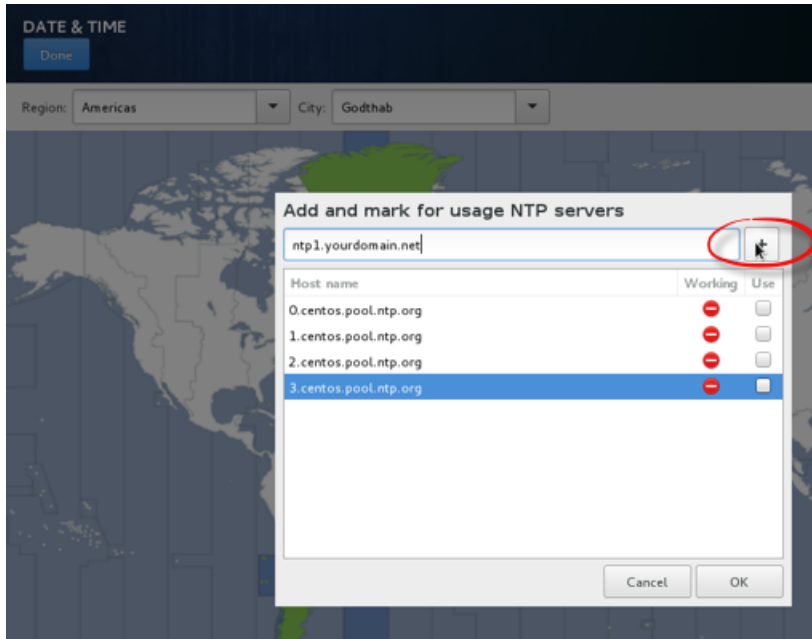 DATE & TIME
Done
Region: Americas City: Godthab
Add and mark for usage NTP servers
ntp1.yourdomain.net
Host name Working Use
0.centos.pool.ntp.org
1.centos.pool.ntp.org
2.centos.pool.ntp.org
3.centos.pool.ntp.org
Cancel OK